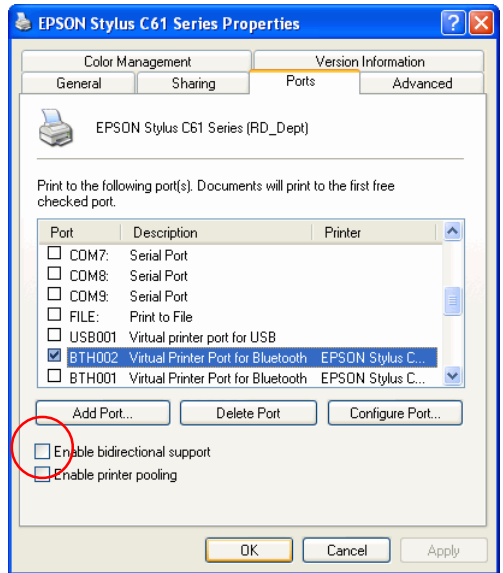 EPSON Stylus C61 Series Properties
Color Management Version Information
General Sharing Ports Advanced
EPSON Stylus C61 Series (RD_Dept)
Print to the following port(s). Documents will print to the first free
checked port.
Port Description Printer
COM7: Serial Port
COM8: Serial Port
COM9: Serial Port
FILE: Print to File
USB001 Virtual printer port for USB
BTH002 Virtual Printer Port for Bluetooth EPSON Stylus C...
BTH001 Virtual Printer Port for Bluetooth EPSON Stylus C...
Add Port... Delete Port Configure Port...
Enable bidirectional support
Enable printer pooling
OK Cancel Apply